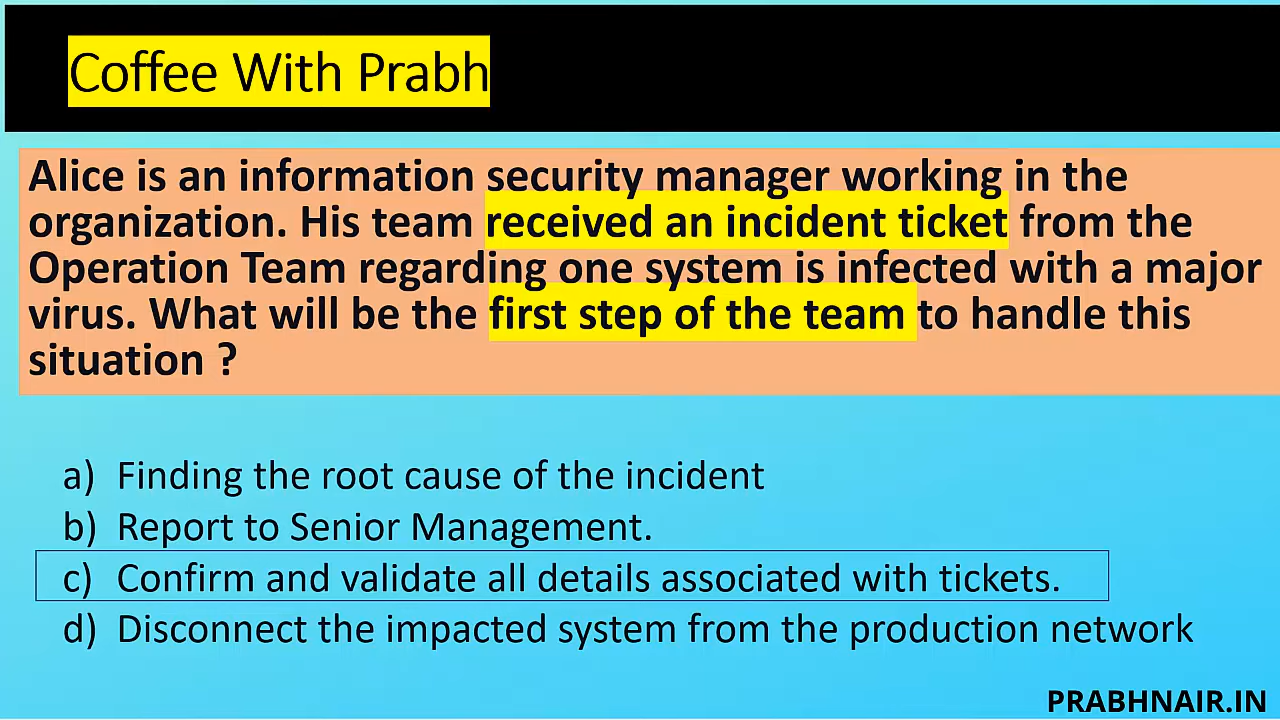 Coffee With Prabh
Alice is an information security manager working in the
organization. His team received an incident ticket from the
Operation Team regarding one system is infected with a major
virus. What will be the first step of the team to handle this
situation ?
a) Finding the root cause of the incident
b) Report to Senior Management.
c) Confirm and validate all details associated with tickets.
d) Disconnect the impacted system from the production network
PRABHNAIR.IN